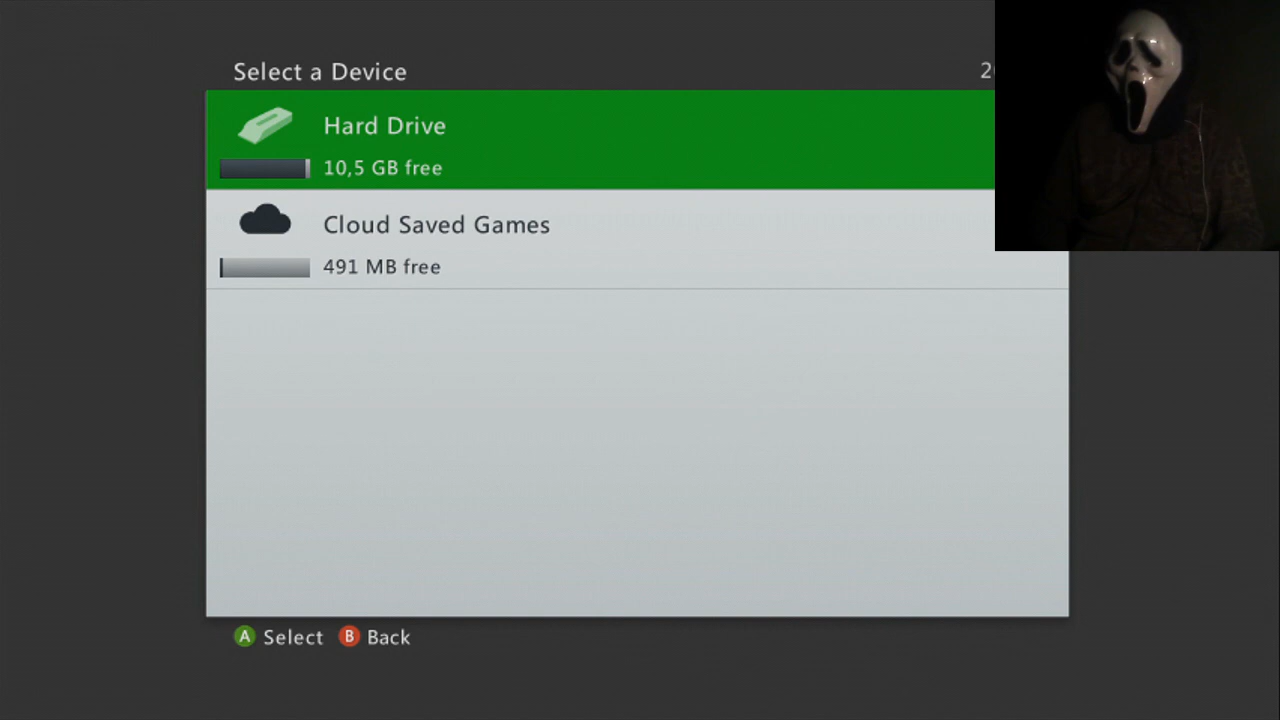 Select a Device
Hard Drive
10,5 GB free
Cloud Saved Games
491 MB free
A Select B Back